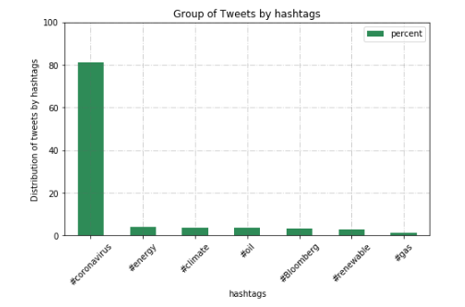 Group of Tweets by hashtags
percent
100
80
60
40
20
0
Distribution of tweets by hashtags
#coronavirus
#energy
#climate
#oil
#Bloomberg
#renewable
#gas
hashtags